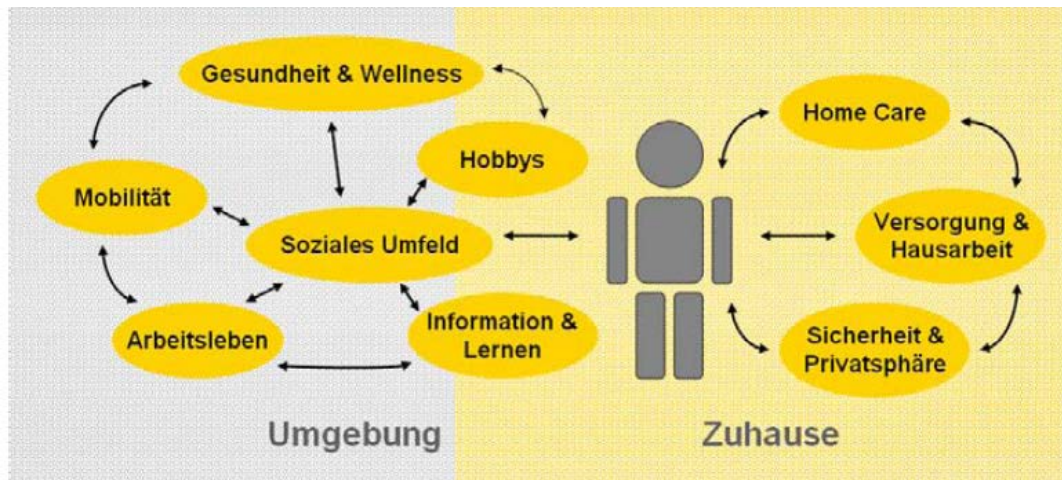 Gesundheit & Wellness
Home Care
Hobbys
Mobilität
Soziales Umfeld
Versorgung &
Hausarbeit
Arbeitsleben
Information &
Lernen
Sicherheit &
Privatsphäre
Umgebung
Zuhause